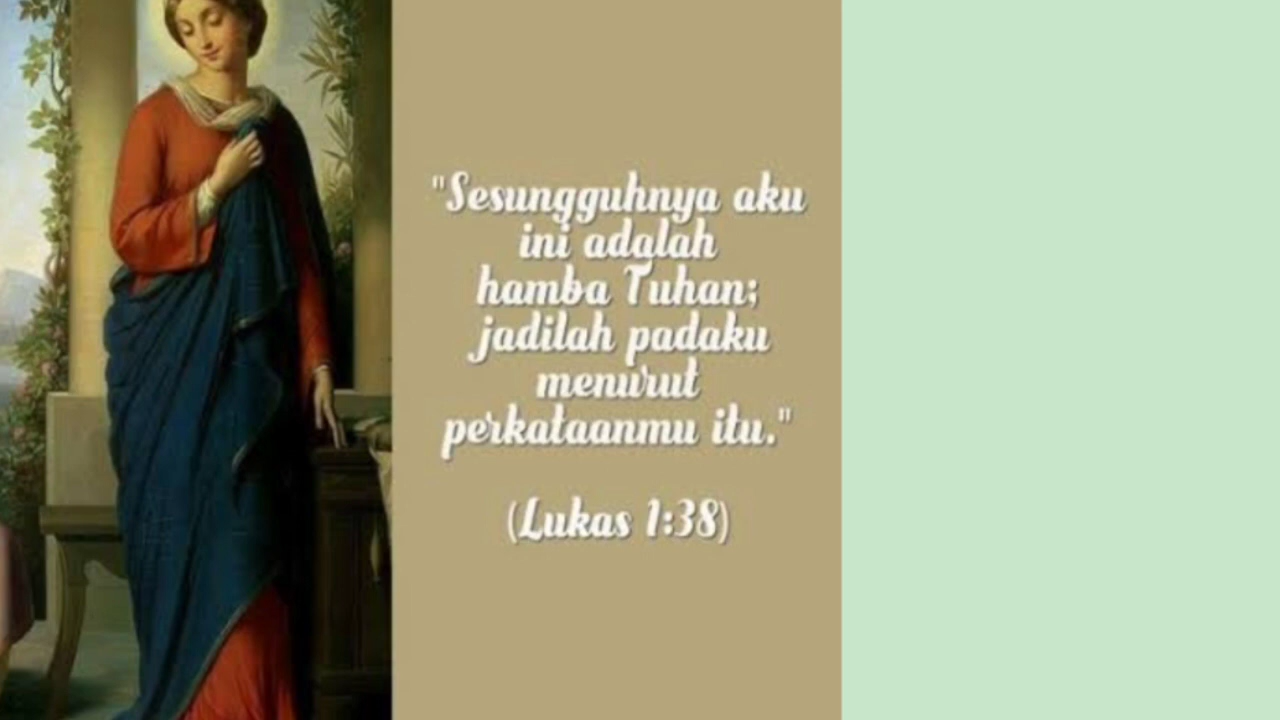 "Sesungguhnya aku
ini adalah
hamba Tuhan;
jadilah padaku
menurut
perkataanmu itu."
(Lukas 1:38)